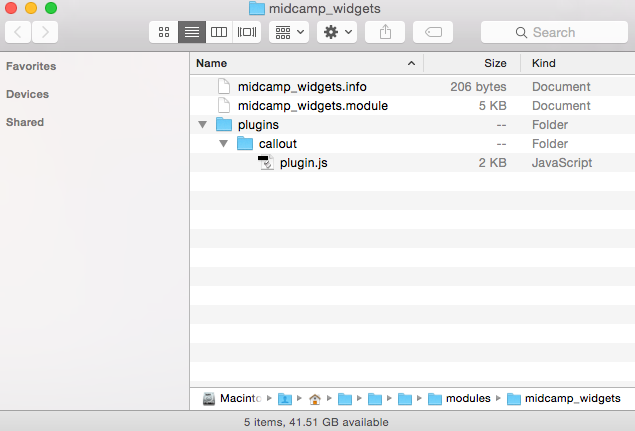 midcamp_widgets
Search
Favorites
Devices
Shared
Name Size Kind
midcamp_widgets.info 206 bytes Document
midcamp_widgets.module 5 KB Document
plugins -- Folder
callout -- Folder
plugin.js 2 KB JavaScript
Macinto modules midcamp_widgets
5 items, 41.51 GB available